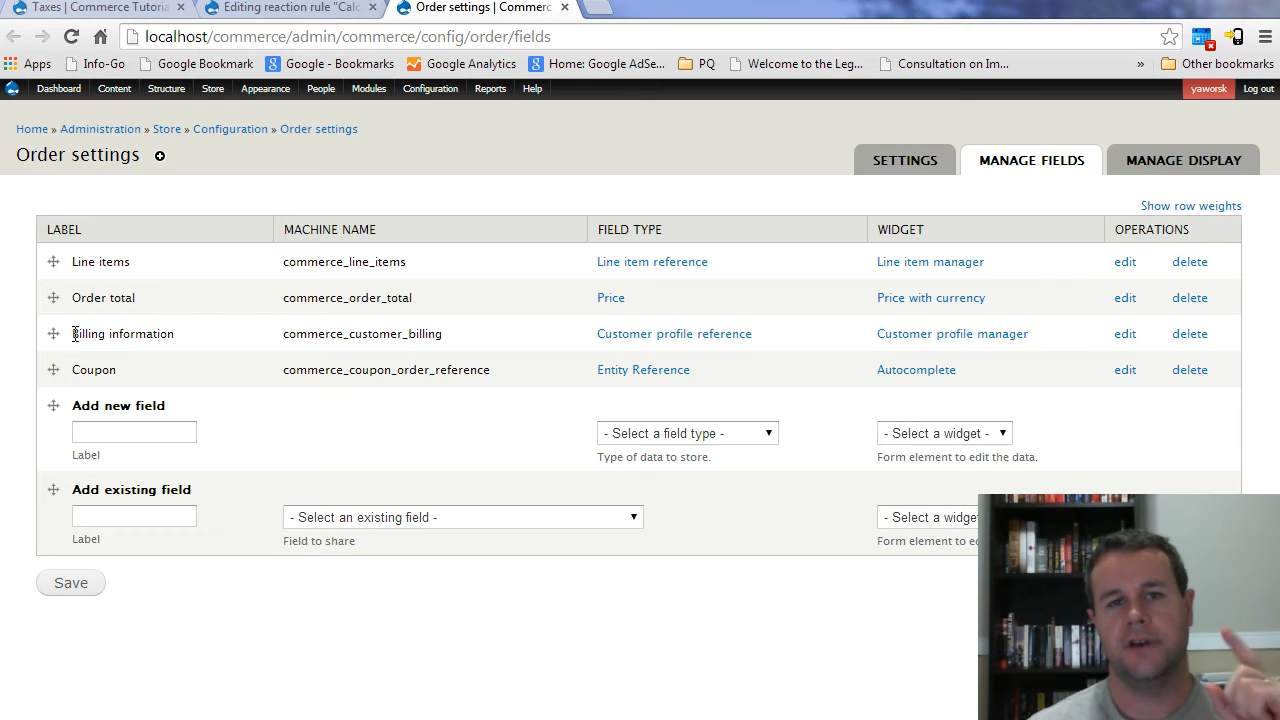 Taxes | Commerce Tutoria
Editing reaction rule "Calc
Order settings | Commerc
localhost/commerce/admin/commerce/config/order/fields
Apps Info-Go Google Bookmark Google - Bookmarks Google Analytics Home: Google AdSe... PQ Welcome to the Leg... Consultation on Im... » Other bookmarks
Dashboard Content Structure Store Appearance People Modules Configuration Reports Help yaworsk Log out
Home » Administration » Store » Configuration » Order settings
Order settings
SETTINGS MANAGE FIELDS MANAGE DISPLAY
Show row weights
LABEL MACHINE NAME FIELD TYPE WIDGET OPERATIONS
Line items commerce_line_items Line item reference Line item manager edit delete
Order total commerce_order_total Price Price with currency edit delete
Billing information commerce_customer_billing Customer profile reference Customer profile manager edit delete
Coupon commerce_coupon_order_reference Entity Reference Autocomplete edit delete
Add new field
- Select a field type - - Select a widget -
Label Type of data to store. Form element to edit the data.
Add existing field
- Select an existing field - - Select a widget
Label Field to share Form element to
Save